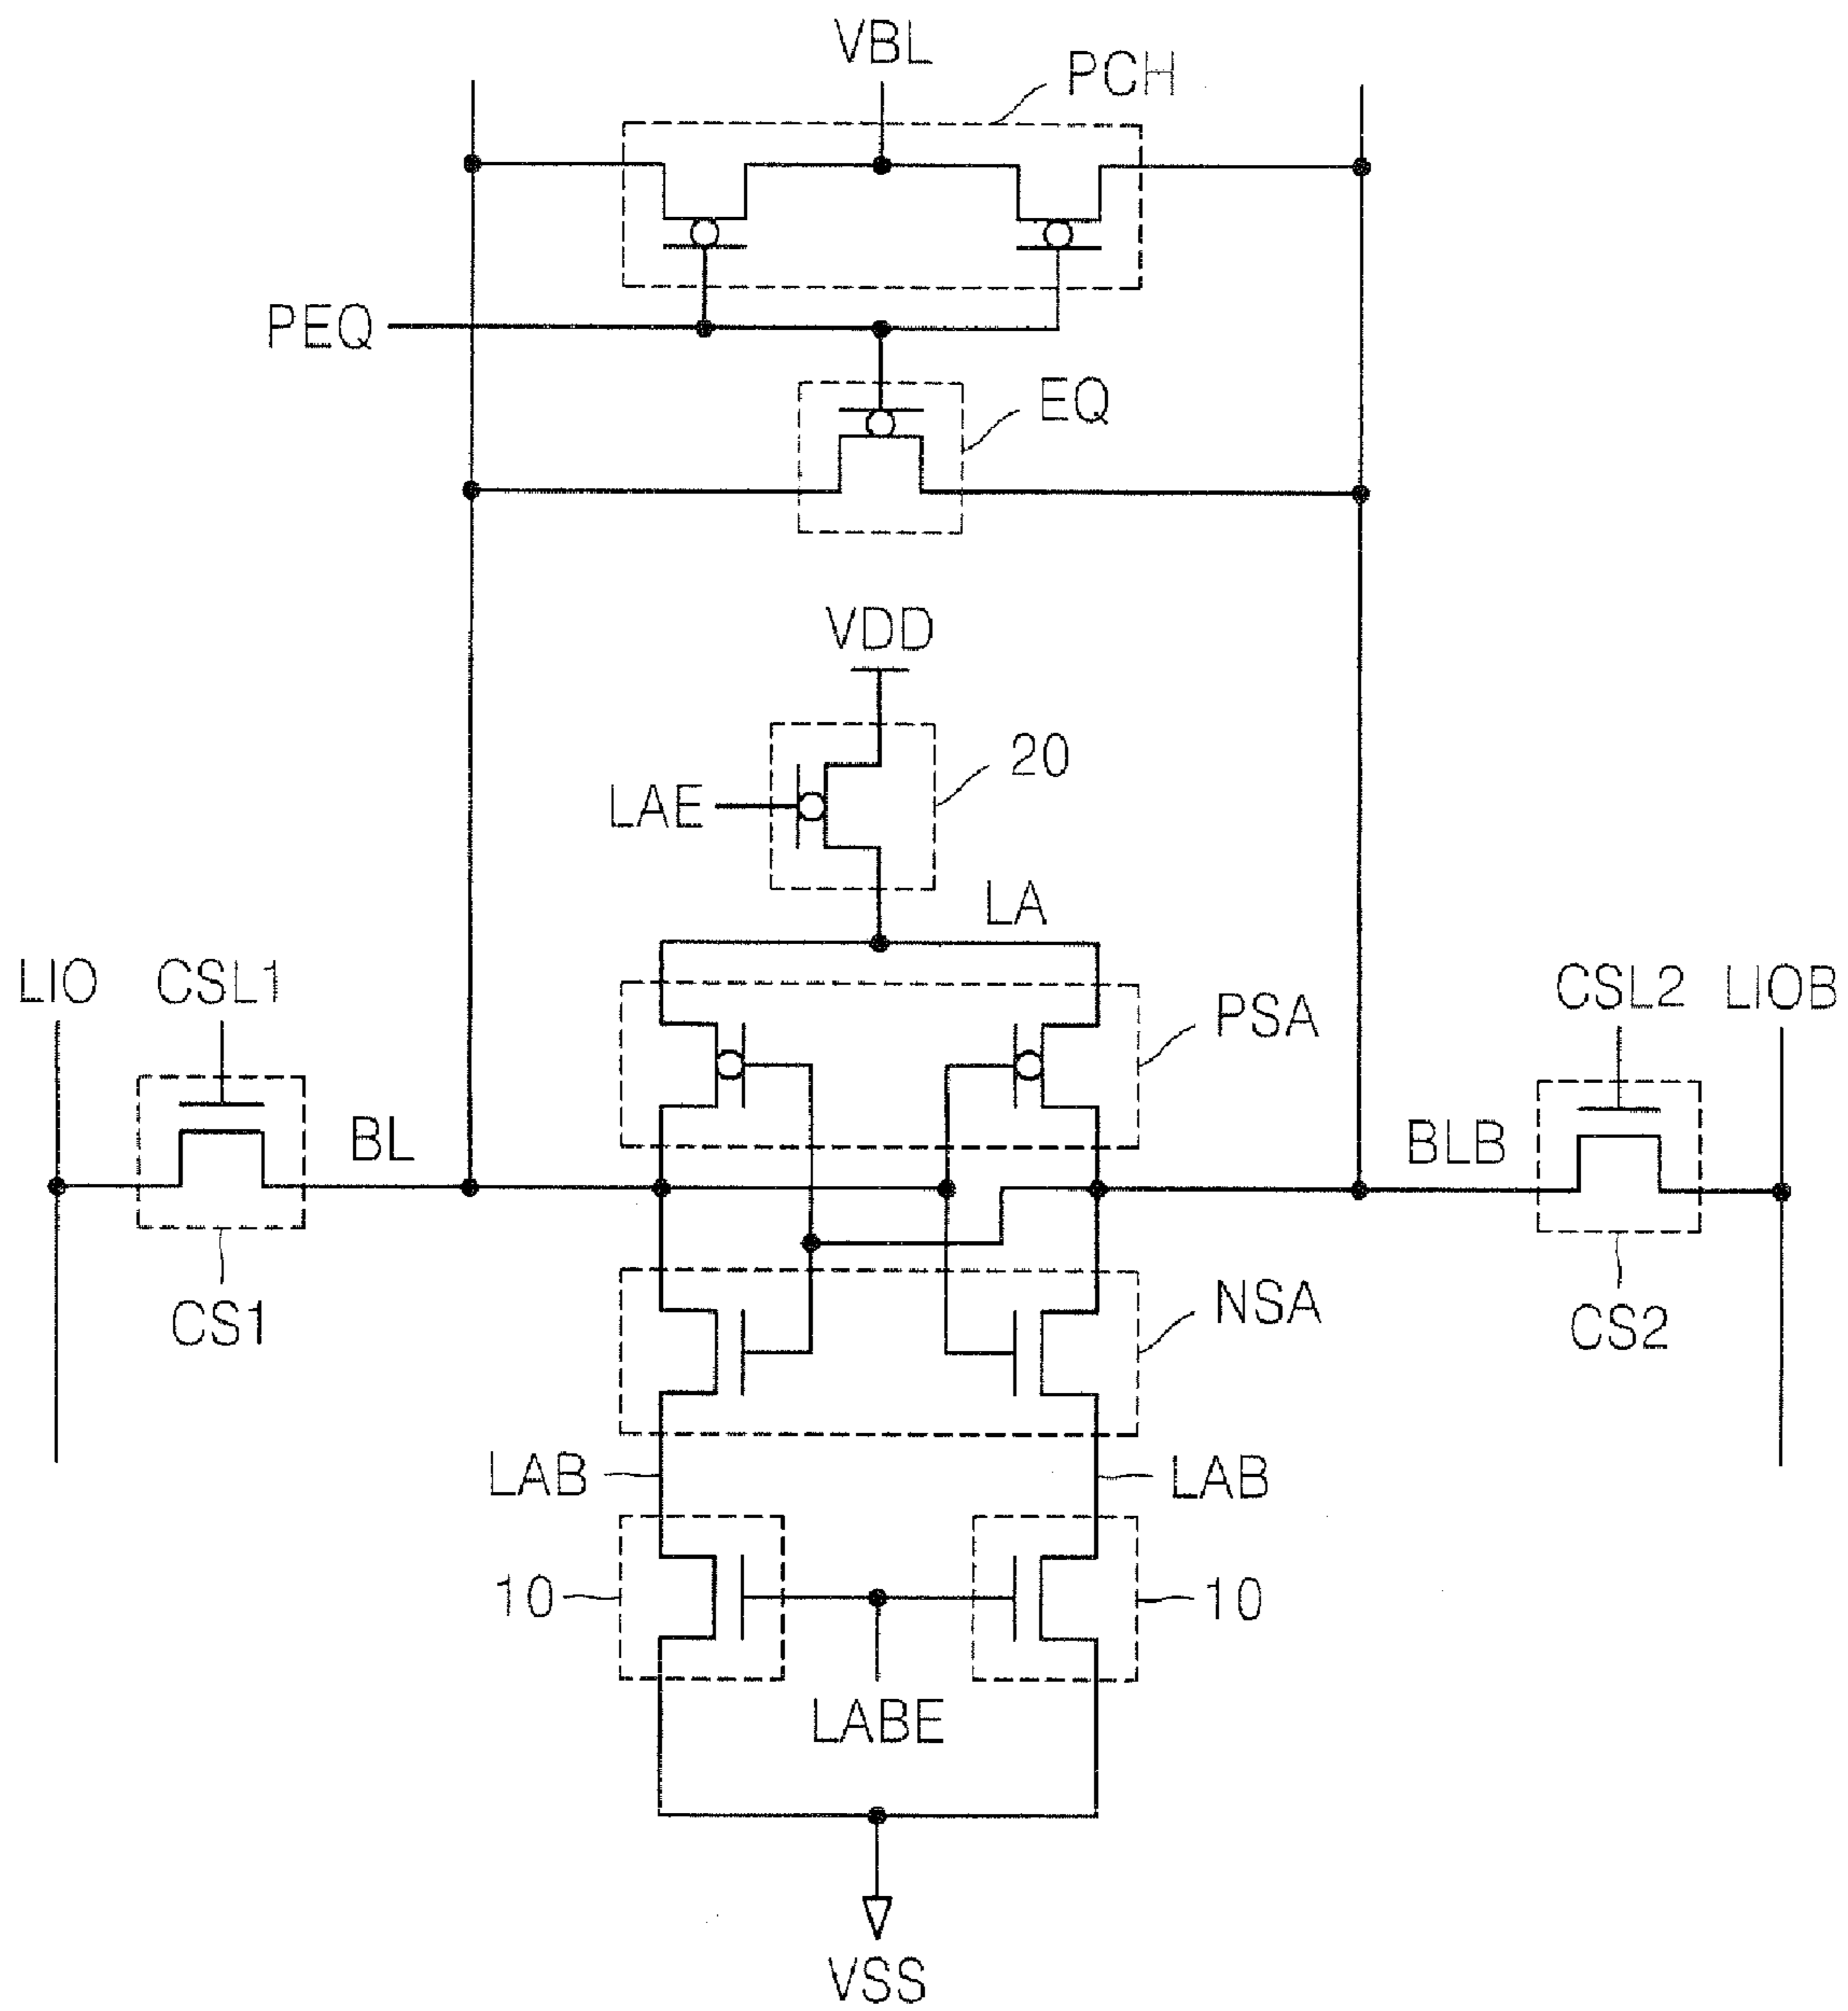 VBL
PCH
PEQ
EQ
VDD
20
LAE
LA
LIO
CSL1
CSL2
LIOB
PSA
BL
BLB
CS1
NSA
CS2
LAB
LAB
10
10
LABE
VSS